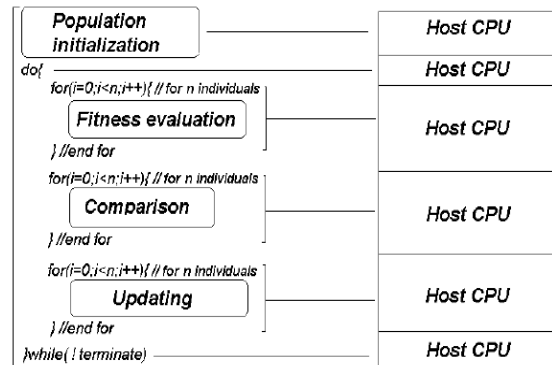 Population
initialization
Host CPU
do{
Host CPU
for(i=0;i<n;i++){ // for n individuals
Fitness evaluation
Host CPU
} //end for
for(i=0;i<n;i++){ // for n individuals
Comparison
Host CPU
} //end for
for(i=0;i<n;i++){ // for n individuals
Updating
Host CPU
} //end for
}while( ! terminate)
Host CPU